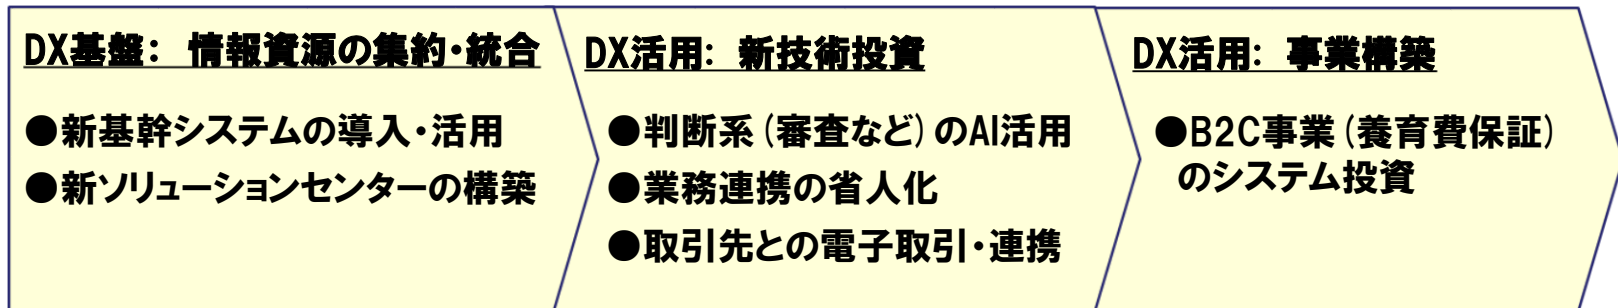 DX基盤: 情報資源の集約・統合
●新基幹システムの導入・活用
●新ソリューションセンターの構築
DX活用: 新技術投資
●判断系(審査など)のAI活用
●業務連携の省人化
●取引先との電子取引・連携
DX活用: 事業構築
●B2C事業(養育費保証)
のシステム投資